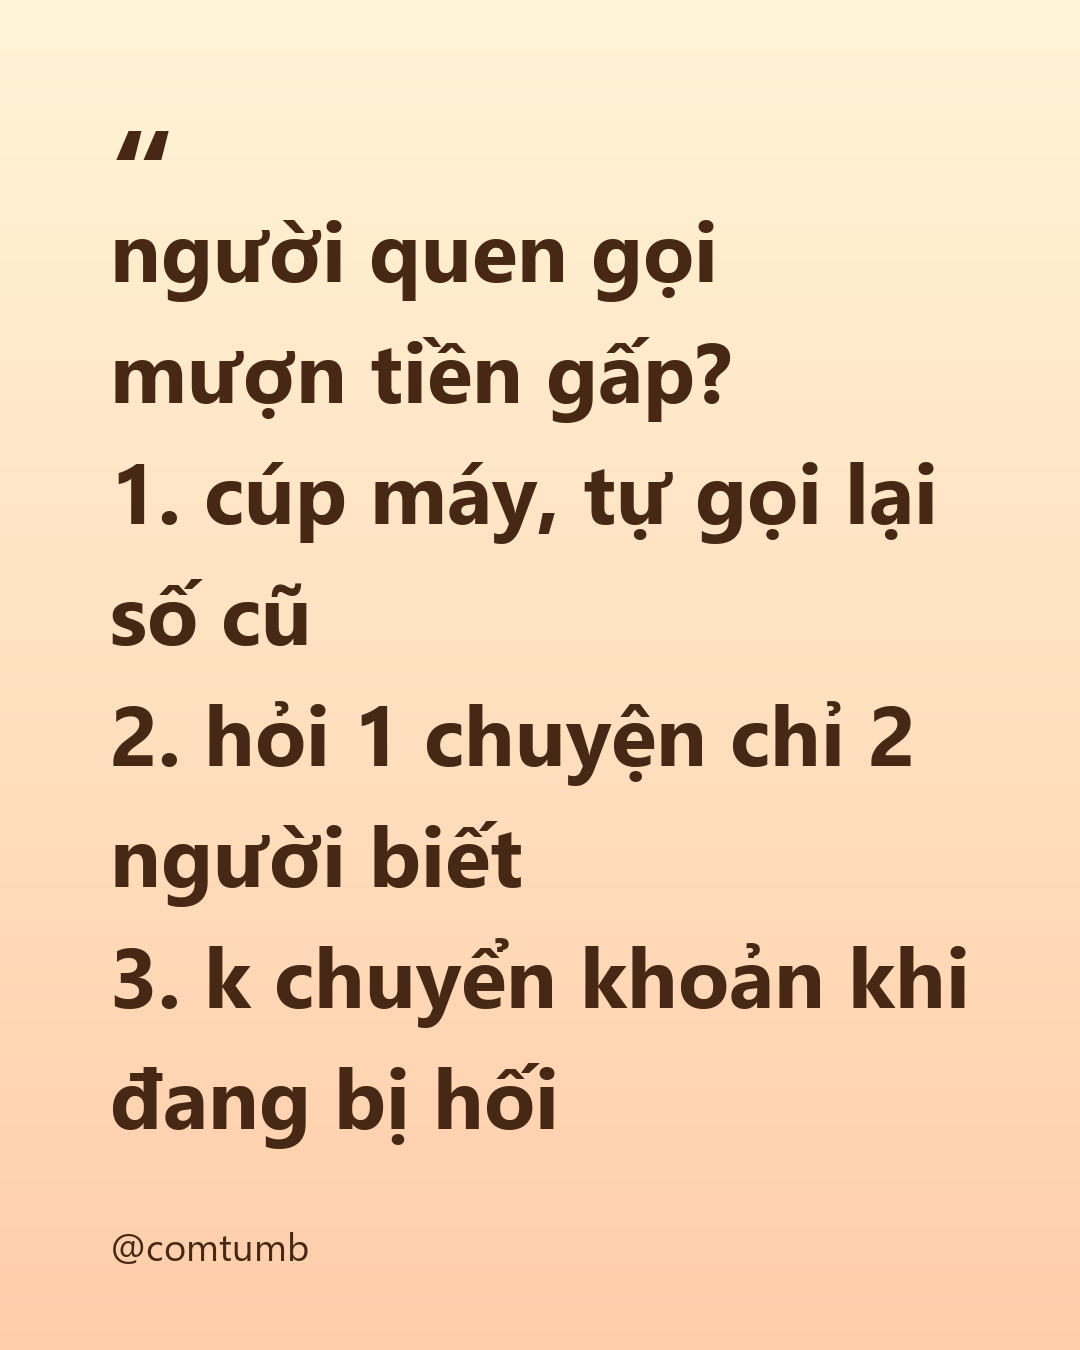 “
người quen gọi
mượn tiền gấp?
1. cúp máy, tự gọi lại
số cũ
2. hỏi 1 chuyện chỉ 2
người biết
3. k chuyển khoản khi
đang bị hối
@comtumb